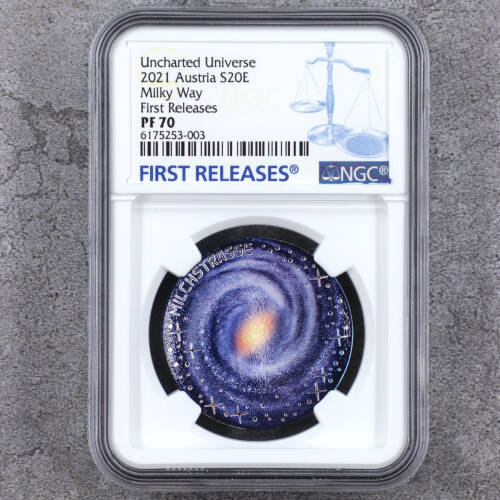 Uncharted Universe
2021 Austria S20E
Milky Way
First Releases
PF 70
6175253-003
FIRST RELEASES®
NGC®
MILCHSTRASSE